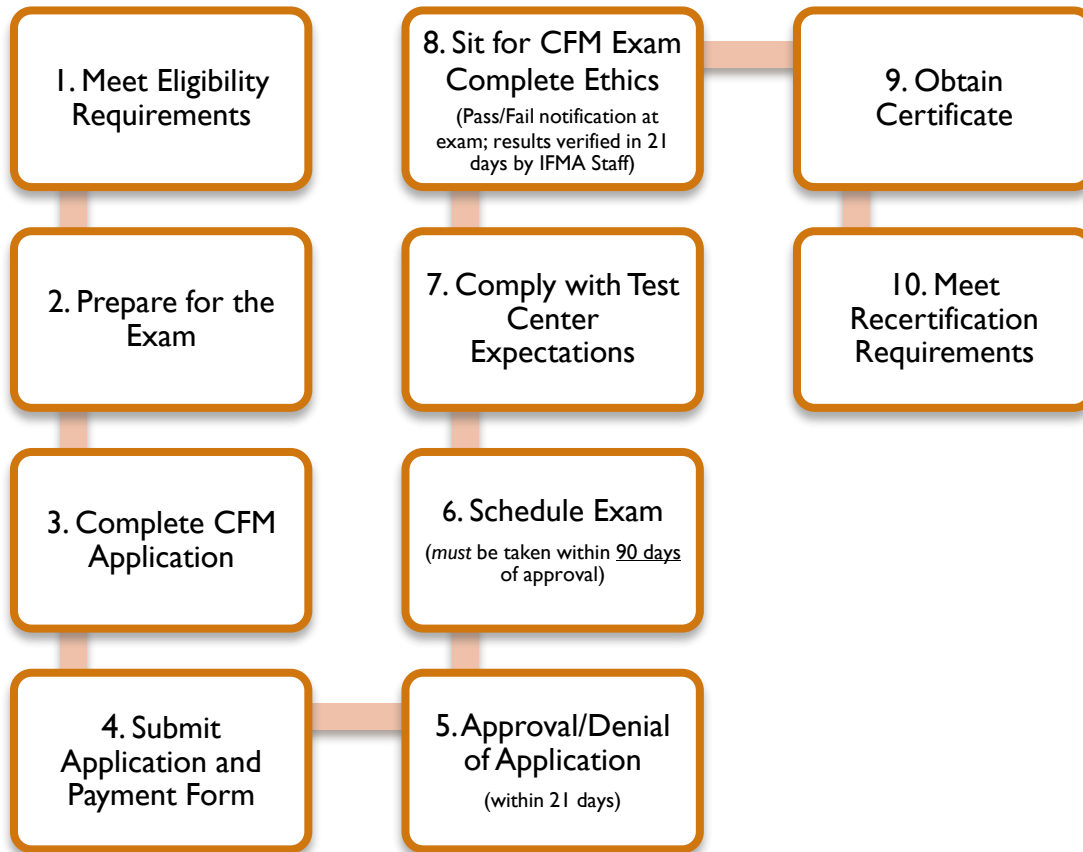 1. Meet Eligibility
Requirements
2. Prepare for the
Exam
3. Complete CFM
Application
4. Submit
Application and
Payment Form
5. Approval/Denial
of Application
(within 21 days)
6. Schedule Exam
(must be taken within 90 days
of approval)
7. Comply with Test
Center
Expectations
8. Sit for CFM Exam
Complete Ethics
(Pass/Fail notification at
exam; results verified in 21
days by IFMA Staff)
9. Obtain
Certificate
10. Meet
Recertification
Requirements